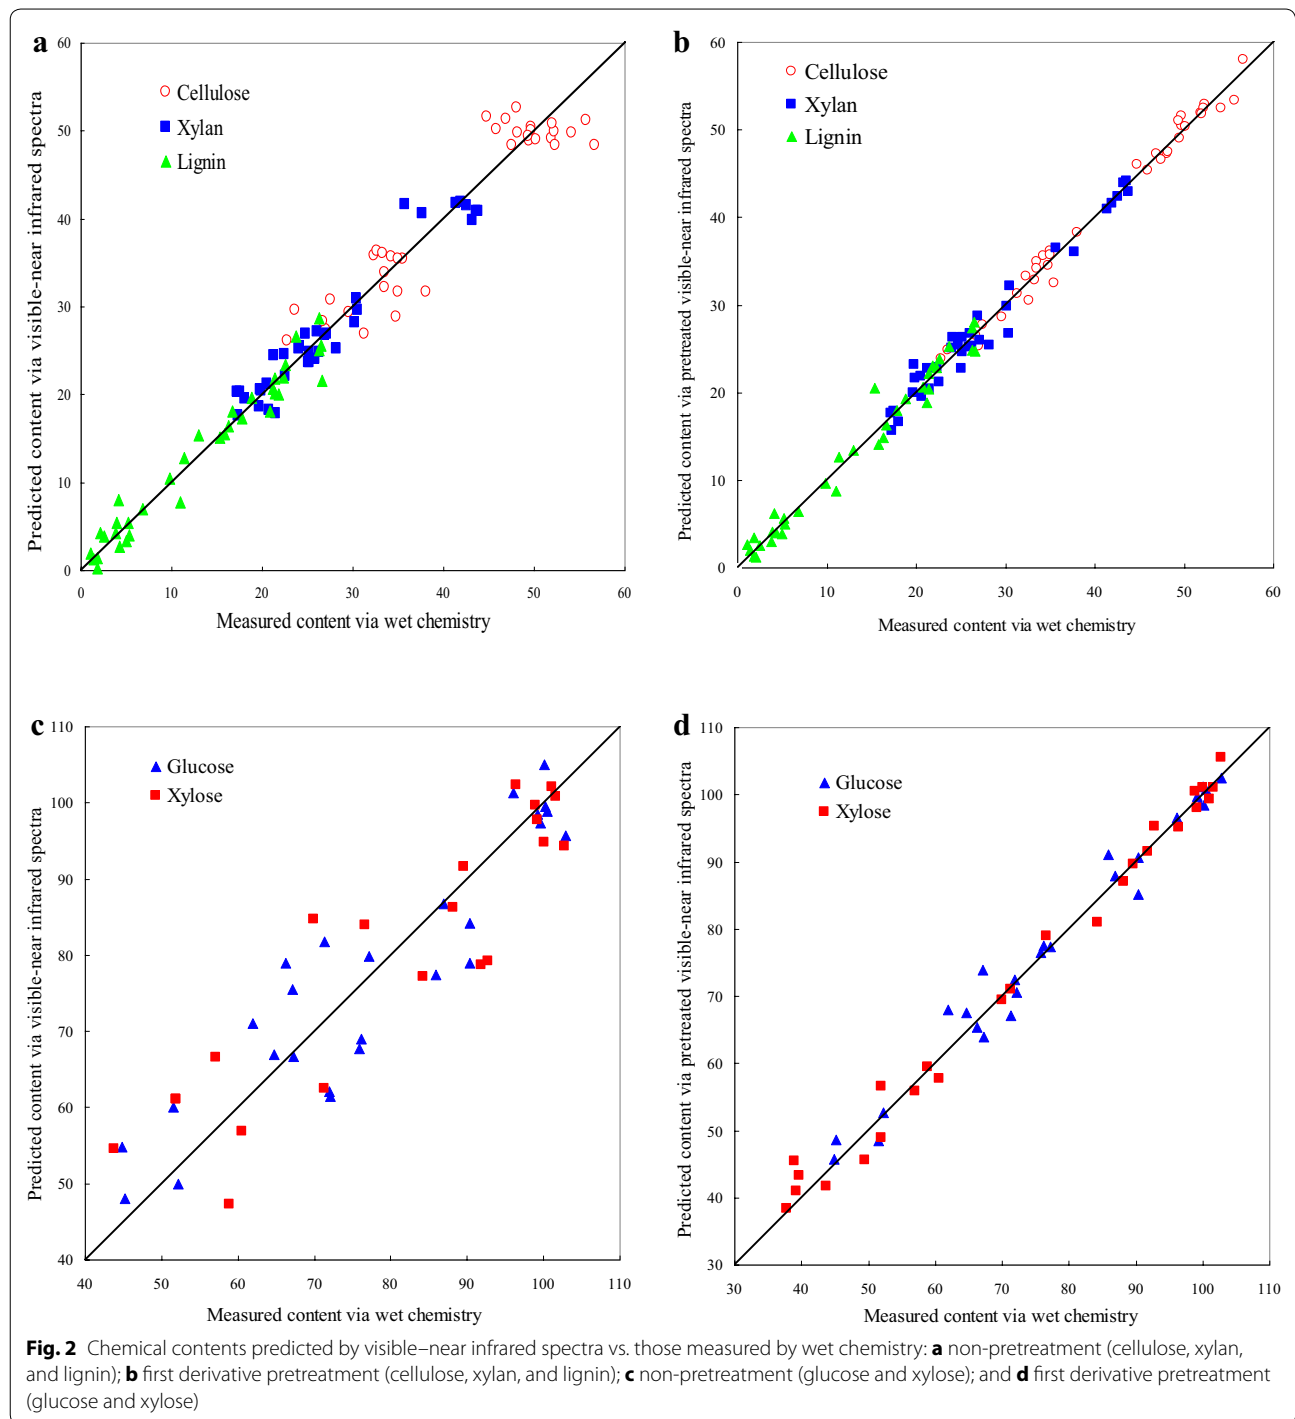 a
Predicted content via visible-near infrared spectra
60
50
40
30
20
10
0
Cellulose
Xylan
Lignin
0 10 20 30 40 50 60
Measured content via wet chemistry
b
Predicted content via pretreated visible-near infrared spectra
60
50
40
30
20
10
0
Cellulose
Xylan
Lignin
0 10 20 30 40 50 60
Measured content via wet chemistry
c
Predicted content via visible-near infrared spectra
110
100
90
80
70
60
50
40
Glucose
Xylose
40 50 60 70 80 90 100 110
Measured content via wet chemistry
d
Predicted content via pretreated visible-near infrared spectra
110
100
90
80
70
60
50
40
30
Glucose
Xylose
30 40 50 60 70 80 90 100 110
Measured content via wet chemistry
Fig. 2 Chemical contents predicted by visible–near infrared spectra vs. those measured by wet chemistry: a non-pretreatment (cellulose, xylan,
and lignin); b first derivative pretreatment (cellulose, xylan, and lignin); c non-pretreatment (glucose and xylose); and d first derivative pretreatment
(glucose and xylose)